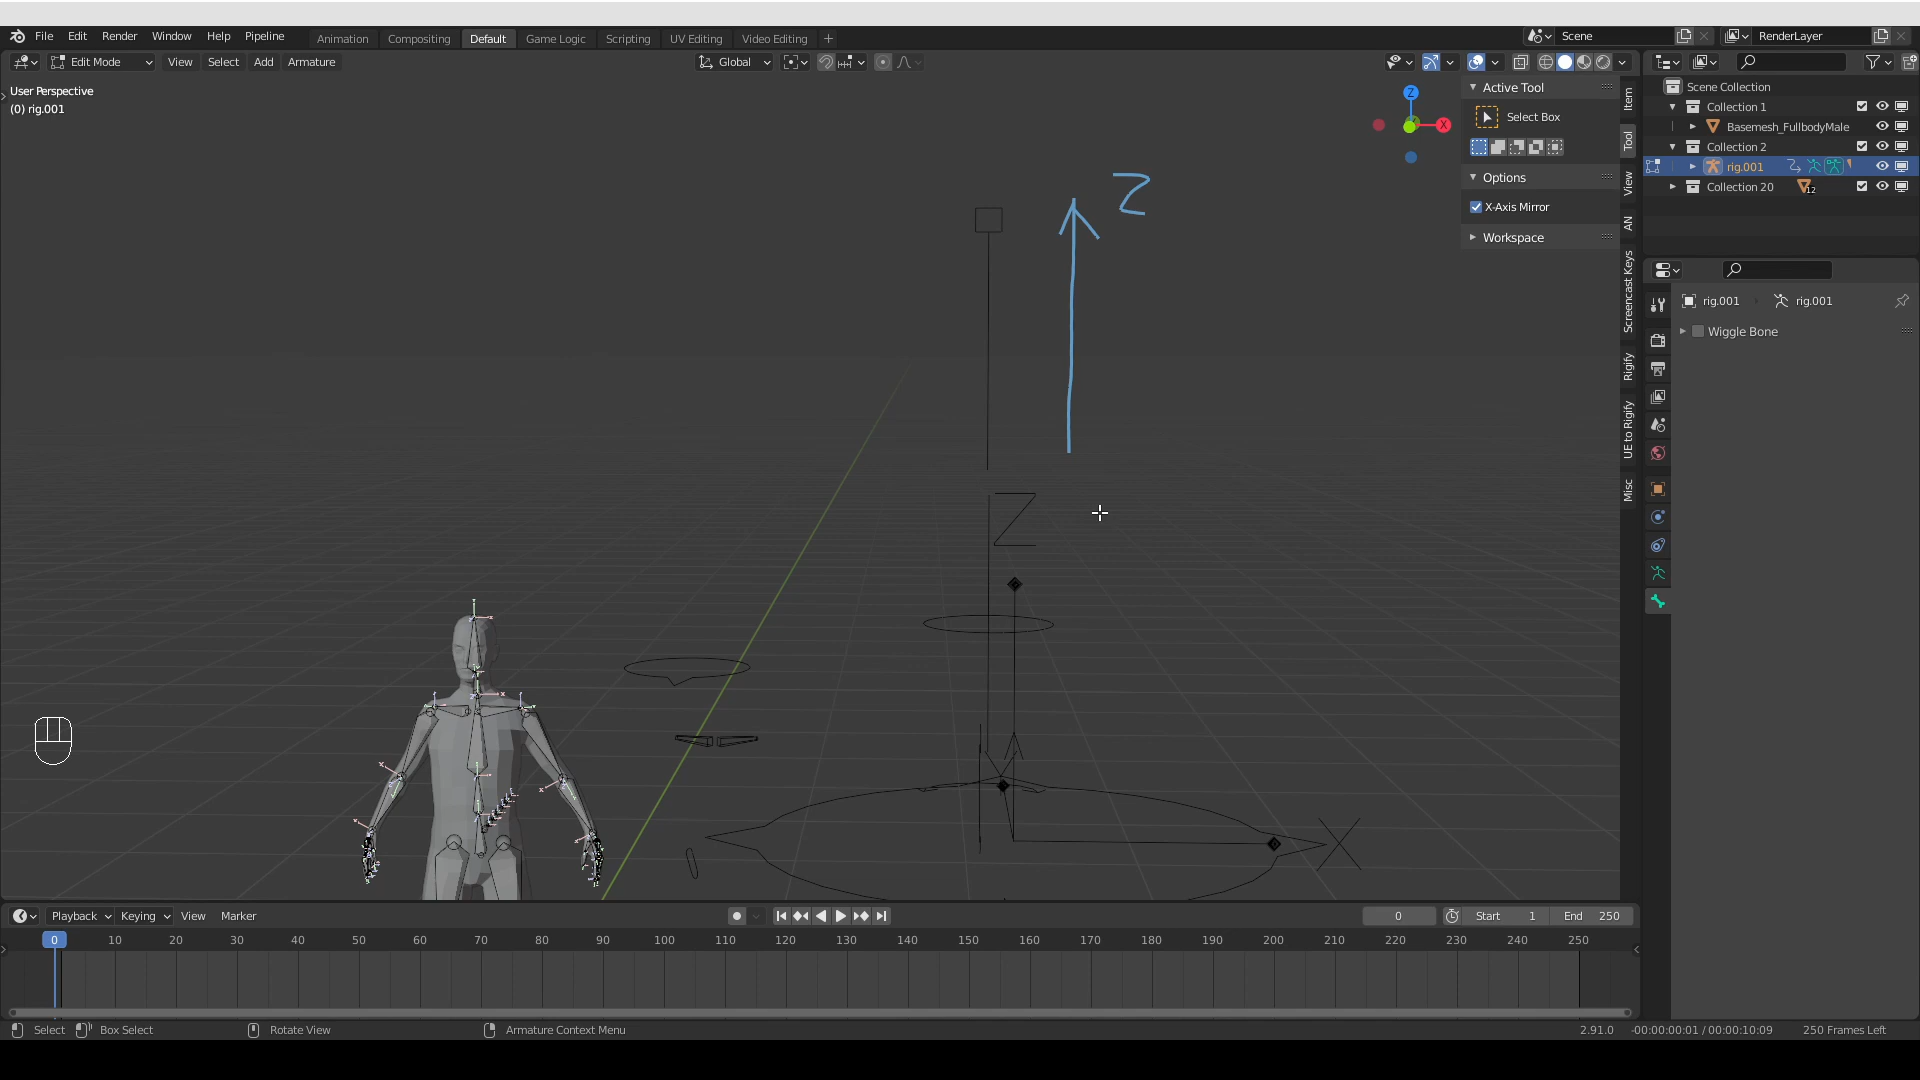 File Edit Render Window Help Pipeline Animation Compositing Default Game Logic Scripting UV Editing Video Editing + Scene RenderLayer
Edit Mode View Select Add Armature Global
User Perspective
(0) rig.001
Z
X
Active Tool
Select Box
Options
X-Axis Mirror
Workspace
Item
Tool
View
AN
Screencast Keys
Rigify
UE to Rigify
Misc
Scene Collection
Collection 1
Basemesh_FullbodyMale
Collection 2
rig.001
Collection 20 12
rig.001 rig.001
Wiggle Bone
Z
Z
X
Playback Keying View Marker 0 Start 1 End 250
0 10 20 30 40 50 60 70 80 90 100 110 120 130 140 150 160 170 180 190 200 210 220 230 240 250
Select Box Select Rotate View Armature Context Menu 2.91.0 -00:00:00:01 / 00:00:10:09 250 Frames Left